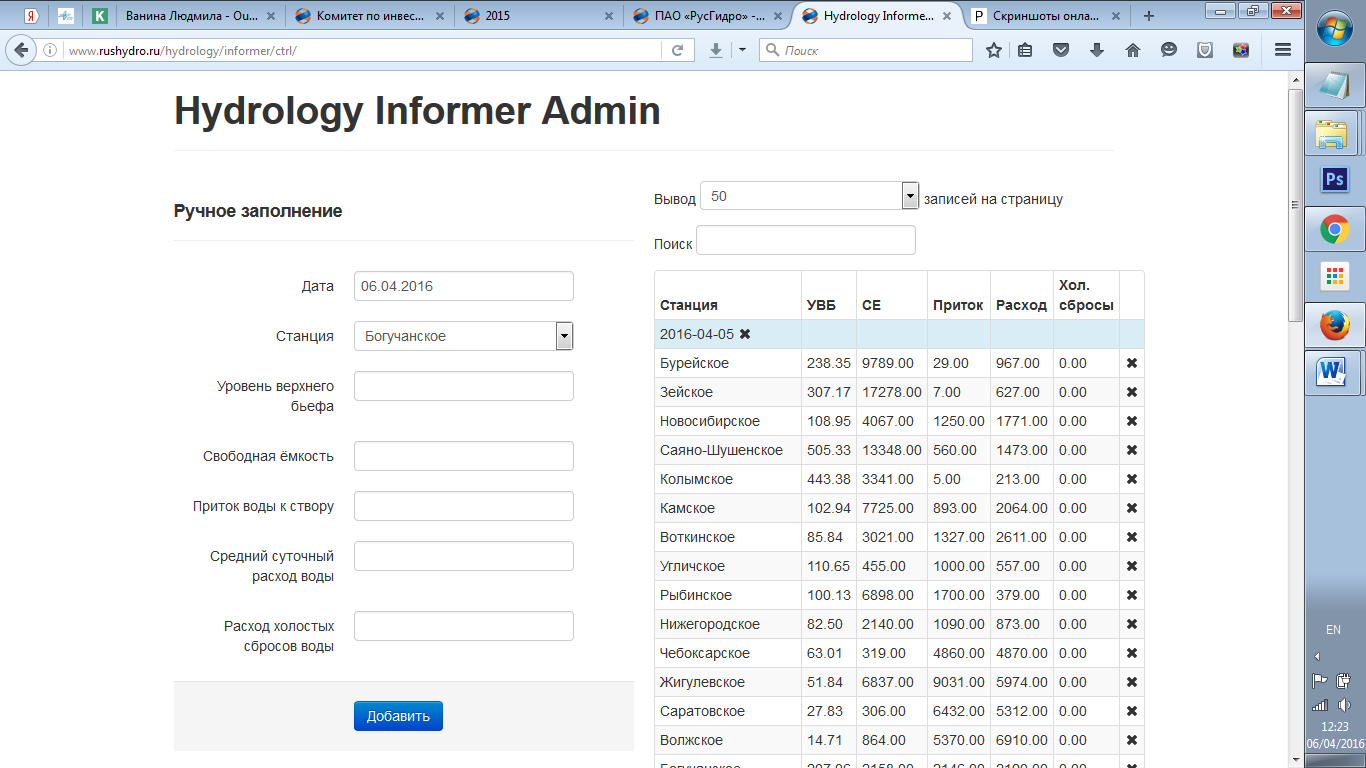 Ванина Людмила - Ou...
Комитет по инвес...
2015
ПАО «РусГидро» -...
Hydrology Informe...
Скриншоты онла...
www.rushydro.ru/hydrology/informer/ctrl/
Поиск
Hydrology Informer Admin
Ручное заполнение
Дата 06.04.2016
Станция Богучанское
Уровень верхнего
бьефа
Свободная ёмкость
Приток воды к створу
Средний суточный
расход воды
Расход холостых
сбросов воды
Добавить
Вывод 50 записей на страницу
Поиск
Станция УВБ СЕ Приток Расход Хол. сбросы
2016-04-05 ✖
Бурейское 238.35 9789.00 29.00 967.00 0.00 ✖
Зейское 307.17 17278.00 7.00 627.00 0.00 ✖
Новосибирское 108.95 4067.00 1250.00 1771.00 0.00 ✖
Саяно-Шушенское 505.33 13348.00 560.00 1473.00 0.00 ✖
Колымское 443.38 3341.00 5.00 213.00 0.00 ✖
Камское 102.94 7725.00 893.00 2064.00 0.00 ✖
Воткинское 85.84 3021.00 1327.00 2611.00 0.00 ✖
Угличское 110.65 455.00 1000.00 557.00 0.00 ✖
Рыбинское 100.13 6898.00 1700.00 379.00 0.00 ✖
Нижегородское 82.50 2140.00 1090.00 873.00 0.00 ✖
Чебоксарское 63.01 319.00 4860.00 4870.00 0.00 ✖
Жигулевское 51.84 6837.00 9031.00 5974.00 0.00 ✖
Саратовское 27.83 306.00 6432.00 5312.00 0.00 ✖
Волжское 14.71 864.00 5370.00 6910.00 0.00 ✖
EN
12:23
06/04/2016